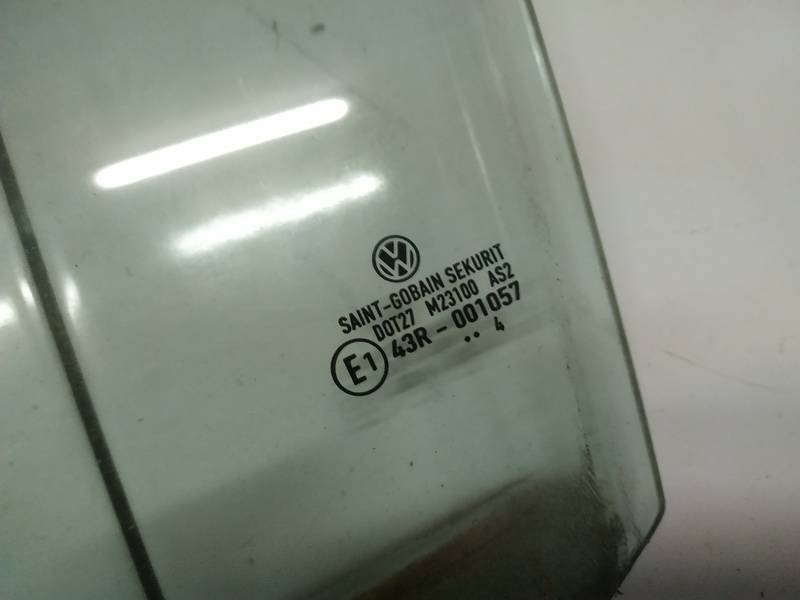 SAINT-GOBAIN SEKURIT
DOT27 M23100 AS2
43R - 001057
E1
.. 4